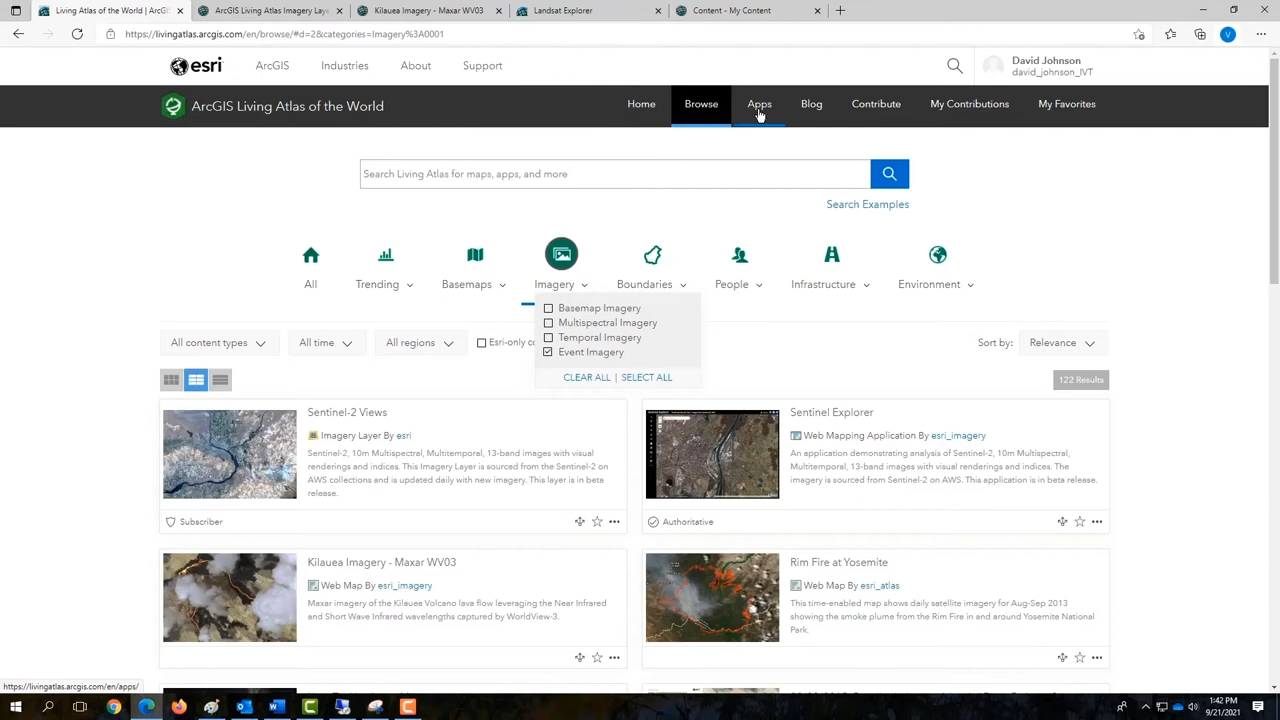 ArcGIS Living Atlas of the World
ArcGIS Living Atlas Imagery Laye
Kilauea Imagery - Maxar WV03
Landsat Explorer
Content - My Content
https://livingatlas.arcgis.com/en/browse/#d=2&categories=Imagery%3A0001
V
esri
ArcGIS
Industries
About
Support
David Johnson
david_johnson_IVT
ArcGIS Living Atlas of the World
Home
Browse
Apps
Blog
Contribute
My Contributions
My Favorites
Search Living Atlas for maps, apps, and more
Search Examples
All
Trending
Basemaps
Imagery
Boundaries
People
Infrastructure
Environment
Basemap Imagery
Multispectral Imagery
Temporal Imagery
Event Imagery
CLEAR ALL | SELECT ALL
All content types
All time
All regions
Esri-only co
Sort by:
Relevance
122 Results
Sentinel-2 Views
Imagery Layer By esri
Sentinel-2, 10m Multispectral, Multitemporal, 13-band images with visual
renderings and indices. This Imagery Layer is sourced from the Sentinel-2 on
AWS collections and is updated daily with new imagery. This layer is in beta
release.
Subscriber
Sentinel Explorer
Web Mapping Application By esri_imagery
An application demonstrating analysis of Sentinel-2, 10m Multispectral,
Multitemporal, 13-band images with visual renderings and indices. The
imagery is sourced from Sentinel-2 on AWS. This application is in beta release.
Authoritative
Kilauea Imagery - Maxar WV03
Web Map By esri_imagery
Maxar imagery of the Kilauea Volcano lava flow leveraging the Near Infrared
and Short Wave Infrared wavelengths captured by WorldView-3.
Rim Fire at Yosemite
Web Map By esri_atlas
This time-enabled map shows daily satellite imagery for Aug-Sep 2013
showing the smoke plume from the Rim Fire in and around Yosemite National
Park.
https://livingatlas.arcgis.com/en/apps/
1:42 PM
9/21/2021